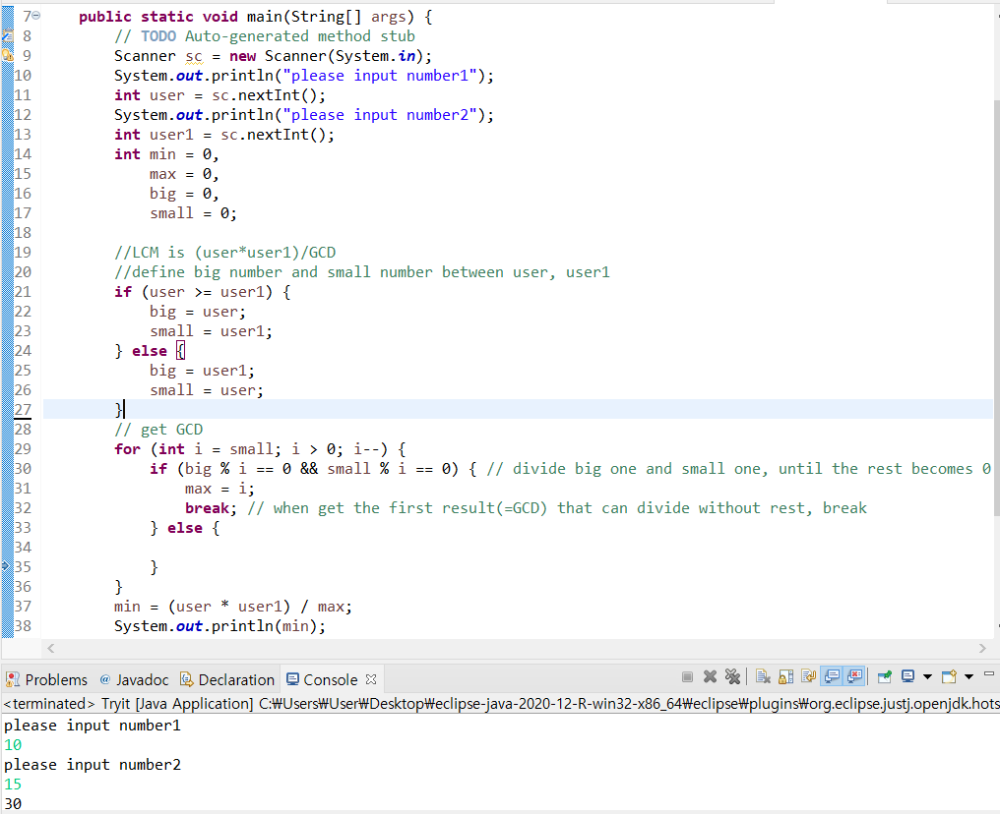 7 public static void main(String[] args) {
8 // TODO Auto-generated method stub
9 Scanner sc = new Scanner(System.in);
10 System.out.println("please input number1");
11 int user = sc.nextInt();
12 System.out.println("please input number2");
13 int user1 = sc.nextInt();
14 int min = 0,
15 max = 0,
16 big = 0,
17 small = 0;
18
19 //LCM is (user*user1)/GCD
20 //define big number and small number between user, user1
21 if (user >= user1) {
22 big = user;
23 small = user1;
24 } else {
25 big = user1;
26 small = user;
27 }
28 // get GCD
29 for (int i = small; i > 0; i--) {
30 if (big % i == 0 && small % i == 0) { // divide big one and small one, until the rest becomes 0
31 max = i;
32 break; // when get the first result(=GCD) that can divide without rest, break
33 } else {
34
35 }
36 }
37 min = (user * user1) / max;
38 System.out.println(min);
Problems @ Javadoc Declaration Console
<terminated> Tryit [Java Application] C:₩Users₩User₩Desktop₩eclipse-java-2020-12-R-win32-x86_64₩eclipse₩plugins₩org.eclipse.justj.openjdk.hots
please input number1
10
please input number2
15
30